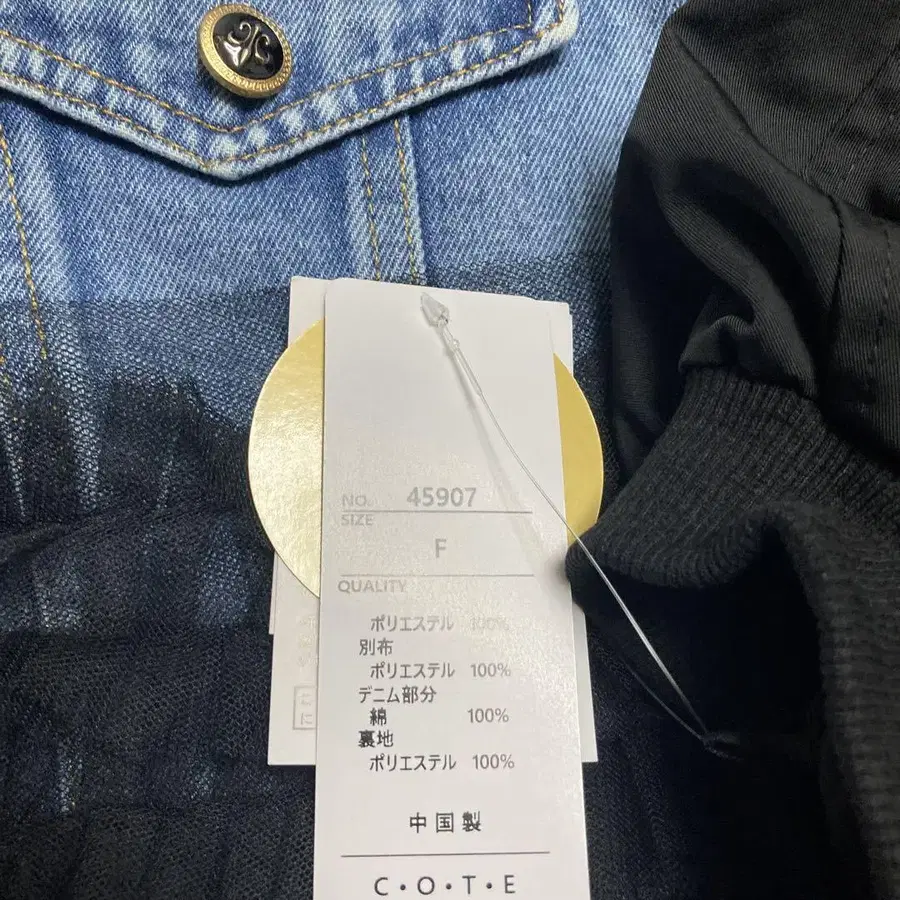 NO. 45907
SIZE
F
QUALITY
ポリエステル 100%
別布
ポリエステル 100%
デニム部分
綿 100%
裏地
ポリエステル 100%
中国製
C・O・T・E